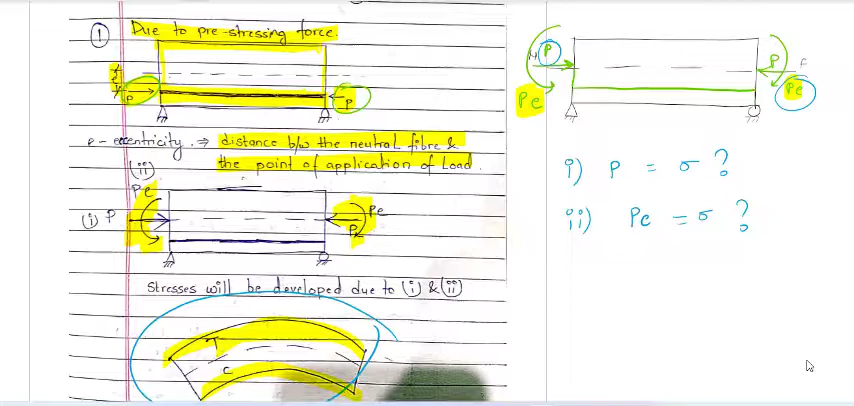 ① Due to pre-stressing force.
e
P
P
e - eccentricity. ⇒ distance b/w the neutral fibre &
the point of application of Load.
(ii)
Pe
(i) P
Pe
P
Stresses will be developed due to (i) & (ii)
T
C
P
Pe
P
Pe
i) P = σ ?
ii) Pe = σ ?